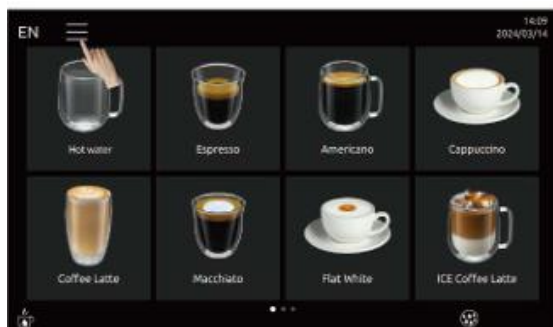 14:09
EN
2024/03/14
Hot water
Espresso
Americano
Cappuccino
Coffee Latte
Macchiato
Flat White
ICE Coffee Latte